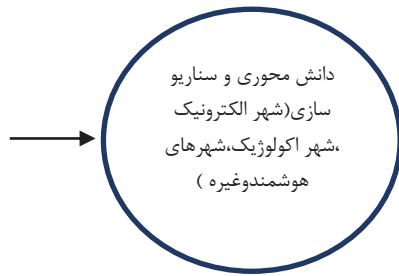 دانش محوری و سناریو
سازی(شهر الکترونیک
،شهر اکولوژیک،شهرهای
هوشمندوغیره )